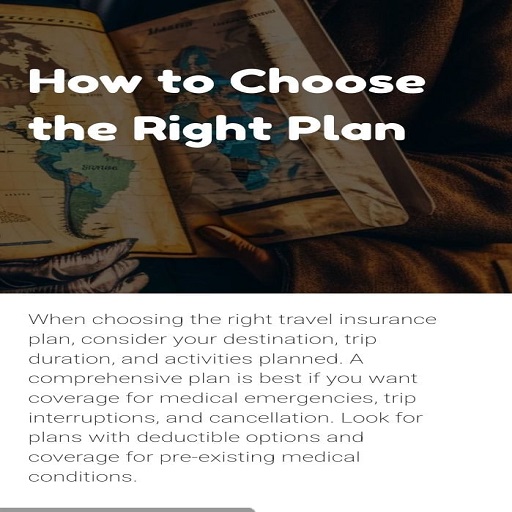 How to Choose
the Right Plan
When choosing the right travel insurance
plan, consider your destination, trip
duration, and activities planned. A
comprehensive plan is best if you want
coverage for medical emergencies, trip
interruptions, and cancellation. Look for
plans with deductible options and
coverage for pre-existing medical
conditions.